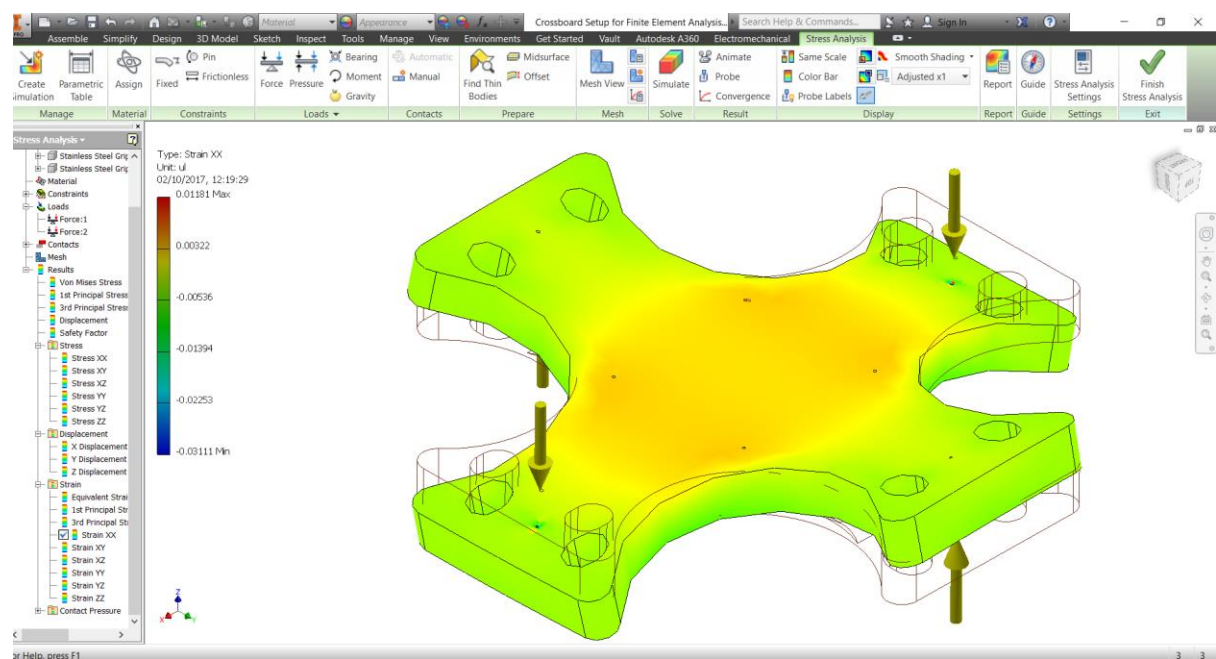 PRO
Material
Appearance
Crossboard Setup for Finite Element Analysis...
Search Help & Commands...
Sign In
Assemble Simplify Design 3D Model Sketch Inspect Tools Manage View Environments Get Started Vault Autodesk A360 Electromechanical Stress Analysis
Pin Bearing Automatic Midsurface Animate Same Scale Smooth Shading
Frictionless Moment Manual Offset Probe Color Bar Adjusted x1
Create Simulation Parametric Table Assign Fixed Force Pressure Gravity Find Thin Bodies Mesh View Simulate Convergence Probe Labels Report Guide Stress Analysis Settings Finish Stress Analysis
Manage Material Constraints Loads Contacts Prepare Mesh Solve Result Display Report Guide Settings Exit
Stress Analysis
Stainless Steel Grip
Stainless Steel Grip
Material
Constraints
Loads
Force:1
Force:2
Contacts
Mesh
Results
Von Mises Stress
1st Principal Stress
3rd Principal Stress
Displacement
Safety Factor
Stress
Stress XX
Stress XY
Stress XZ
Stress YY
Stress YZ
Stress ZZ
Displacement
X Displacement
Y Displacement
Z Displacement
Strain
Equivalent Strai
1st Principal Str
3rd Principal Str
Strain XX
Strain XY
Strain XZ
Strain YY
Strain YZ
Strain ZZ
Contact Pressure
Type: Strain XX
Unit: ul
02/10/2017, 12:19:29
0.01181 Max
0.00322
-0.00536
-0.01394
-0.02253
-0.03111 Min
Z
X
Y
or Help, press F1
3 3